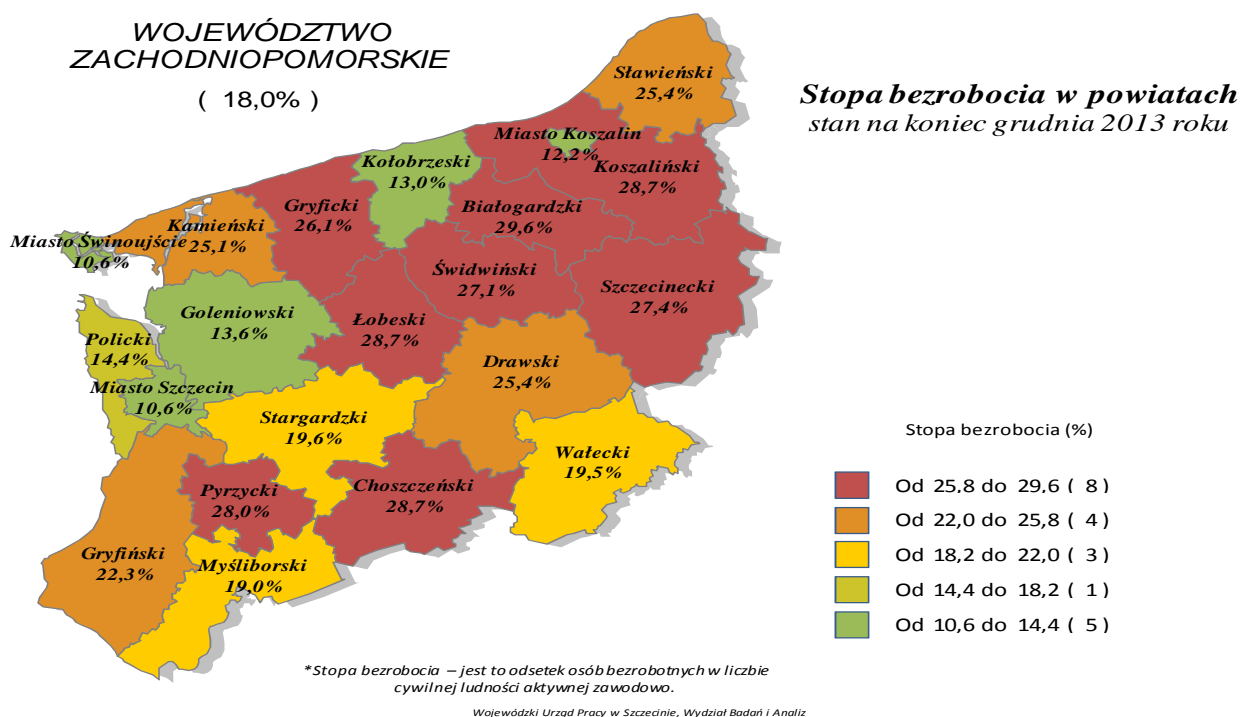 WOJEWÓDZTWO
ZACHODNIOPOMORSKIE
( 18,0% )
Stopa bezrobocia w powiatach
stan na koniec grudnia 2013 roku
Sławieński
25,4%
Miasto Koszalin
12,2%
Koszaliński
28,7%
Kołobrzeski
13,0%
Gryficki
26,1%
Białogardzki
29,6%
Kamieński
25,1%
Miasto Świnoujście
10,6%
Świdwiński
27,1%
Szczecinecki
27,4%
Goleniowski
13,6%
Łobeski
28,7%
Policki
14,4%
Drawski
25,4%
Miasto Szczecin
10,6%
Stargardzki
19,6%
Wałecki
19,5%
Pyrzycki
28,0%
Choszczeński
28,7%
Gryfiński
22,3%
Myśliborski
19,0%
Stopa bezrobocia (%)
Od 25,8 do 29,6 ( 8)
Od 22,0 do 25,8 ( 4)
Od 18,2 do 22,0 ( 3)
Od 14,4 do 18,2 ( 1)
Od 10,6 do 14,4 ( 5)
*Stopa bezrobocia – jest to odsetek osób bezrobotnych w liczbie
cywilnej ludności aktywnej zawodowo.
Wojewódzki Urząd Pracy w Szczecinie, Wydział Badań i Analiz